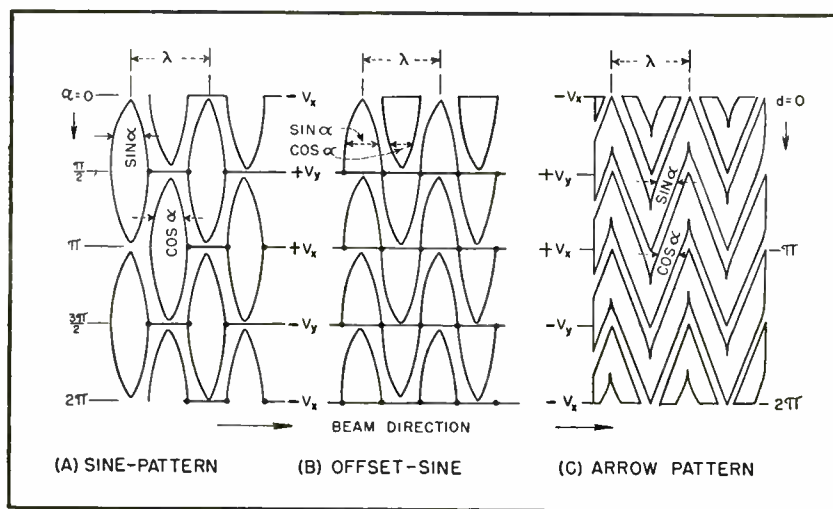 λ λ λ
α=0 −Vx −Vx d=0
SIN α
SIN α
COS α
π/2 +Vy +Vy
SIN α
COS α
COS α
π +Vx +Vx −π
3π/2 −Vy −Vy
2π −Vx −Vx −2π
BEAM DIRECTION
(A) SINE-PATTERN (B) OFFSET-SINE (C) ARROW PATTERN